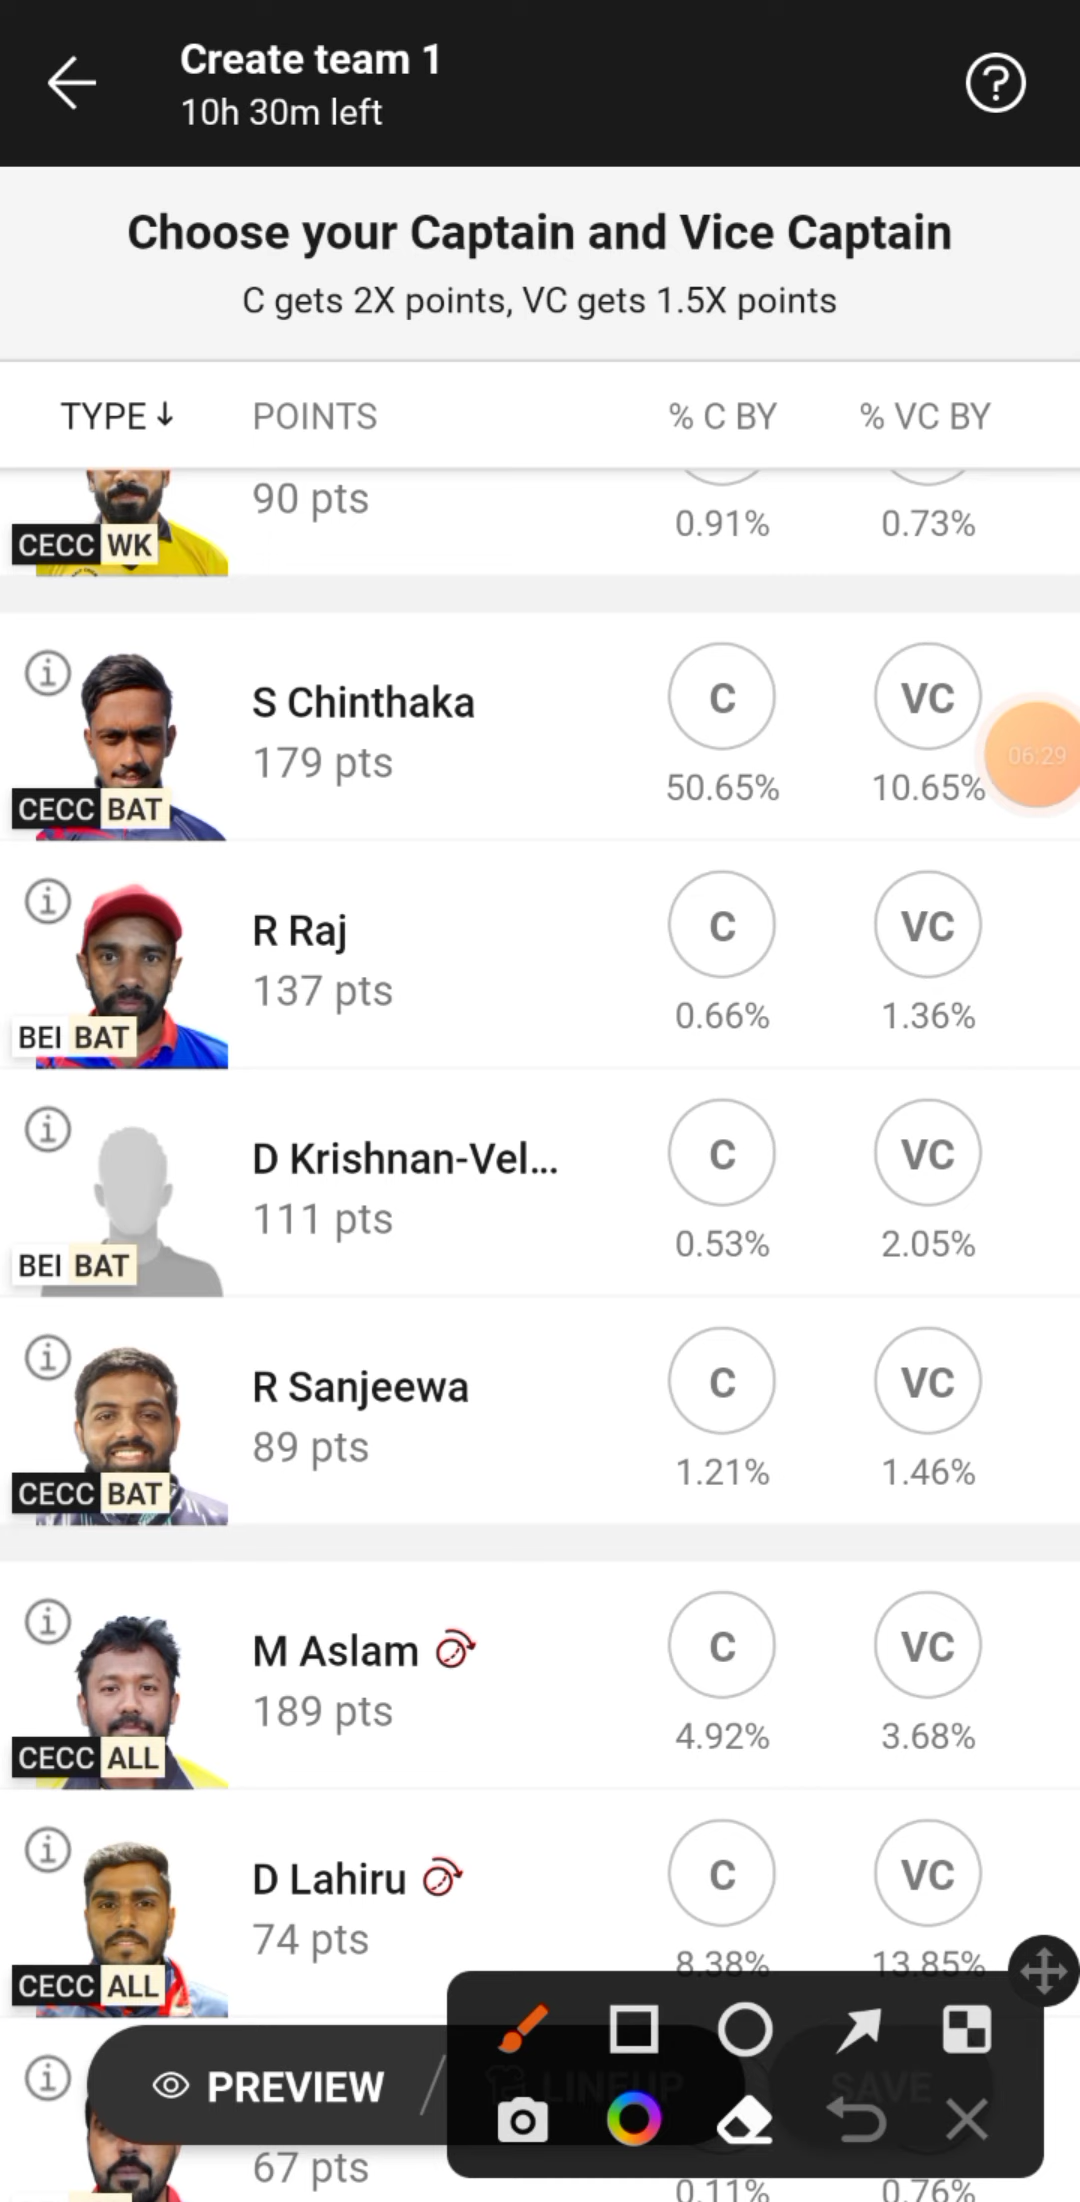 Create team 1
10h 30m left
Choose your Captain and Vice Captain
C gets 2X points, VC gets 1.5X points
TYPE↓ POINTS % C BY % VC BY
90 pts
0.91% 0.73%
CECC WK
S Chinthaka
C VC
179 pts
50.65% 10.65%
06:29
CECC BAT
R Raj
C VC
137 pts
0.66% 1.36%
BEI BAT
D Krishnan-Vel...
C VC
111 pts
0.53% 2.05%
BEI BAT
R Sanjeewa
C VC
89 pts
1.21% 1.46%
CECC BAT
M Aslam
C VC
189 pts
4.92% 3.68%
CECC ALL
D Lahiru
C VC
74 pts
8.38% 13.85%
CECC ALL
PREVIEW / LINEUP SAVE
67 pts
0.11% 0.76%